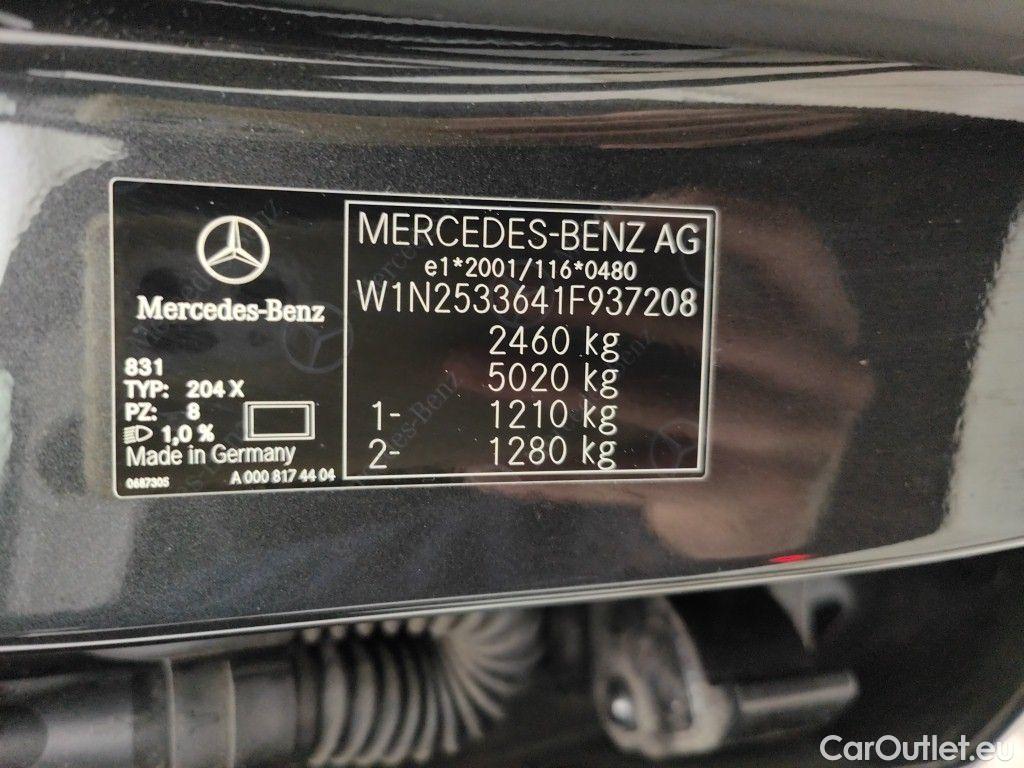 MERCEDES-BENZ AG
e1*2001/116*0480
W1N2533641F937208
2460 kg
5020 kg
1- 1210 kg
2- 1280 kg
Mercedes-Benz
831
TYP: 204 X
PZ: 8
1,0 %
Made in Germany
0687305 A 000 817 44 04
CarOutlet.eu